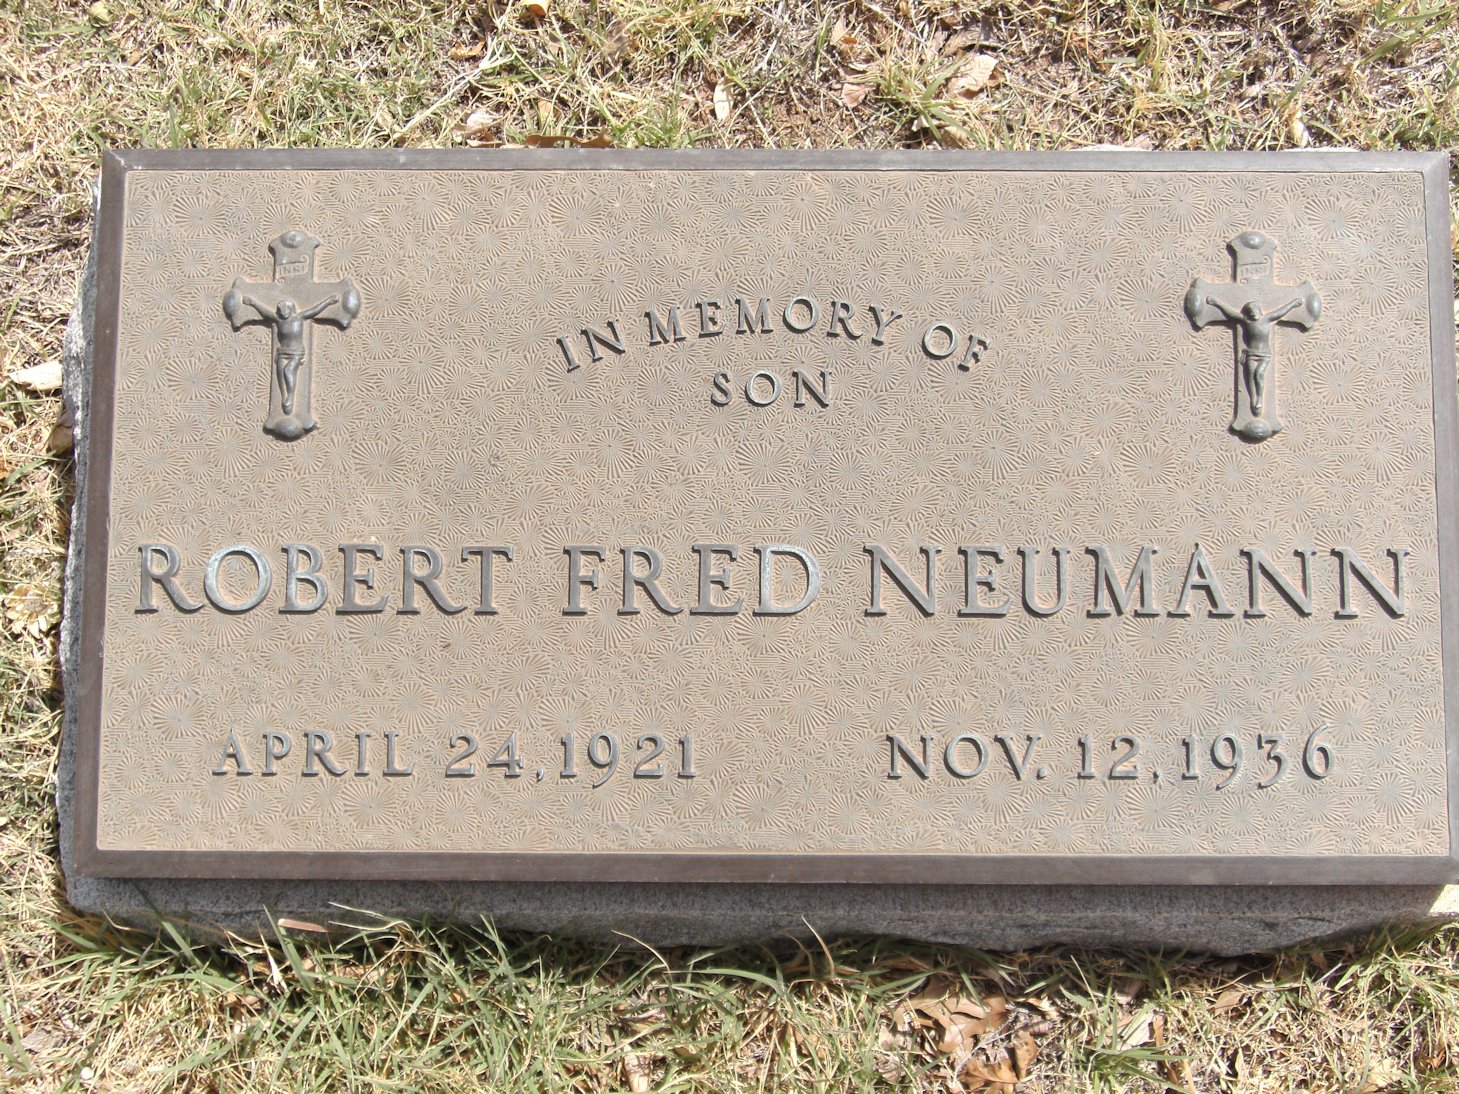 IN MEMORY OF
SON
ROBERT FRED NEUMANN
APRIL 24, 1921 NOV. 12, 1936